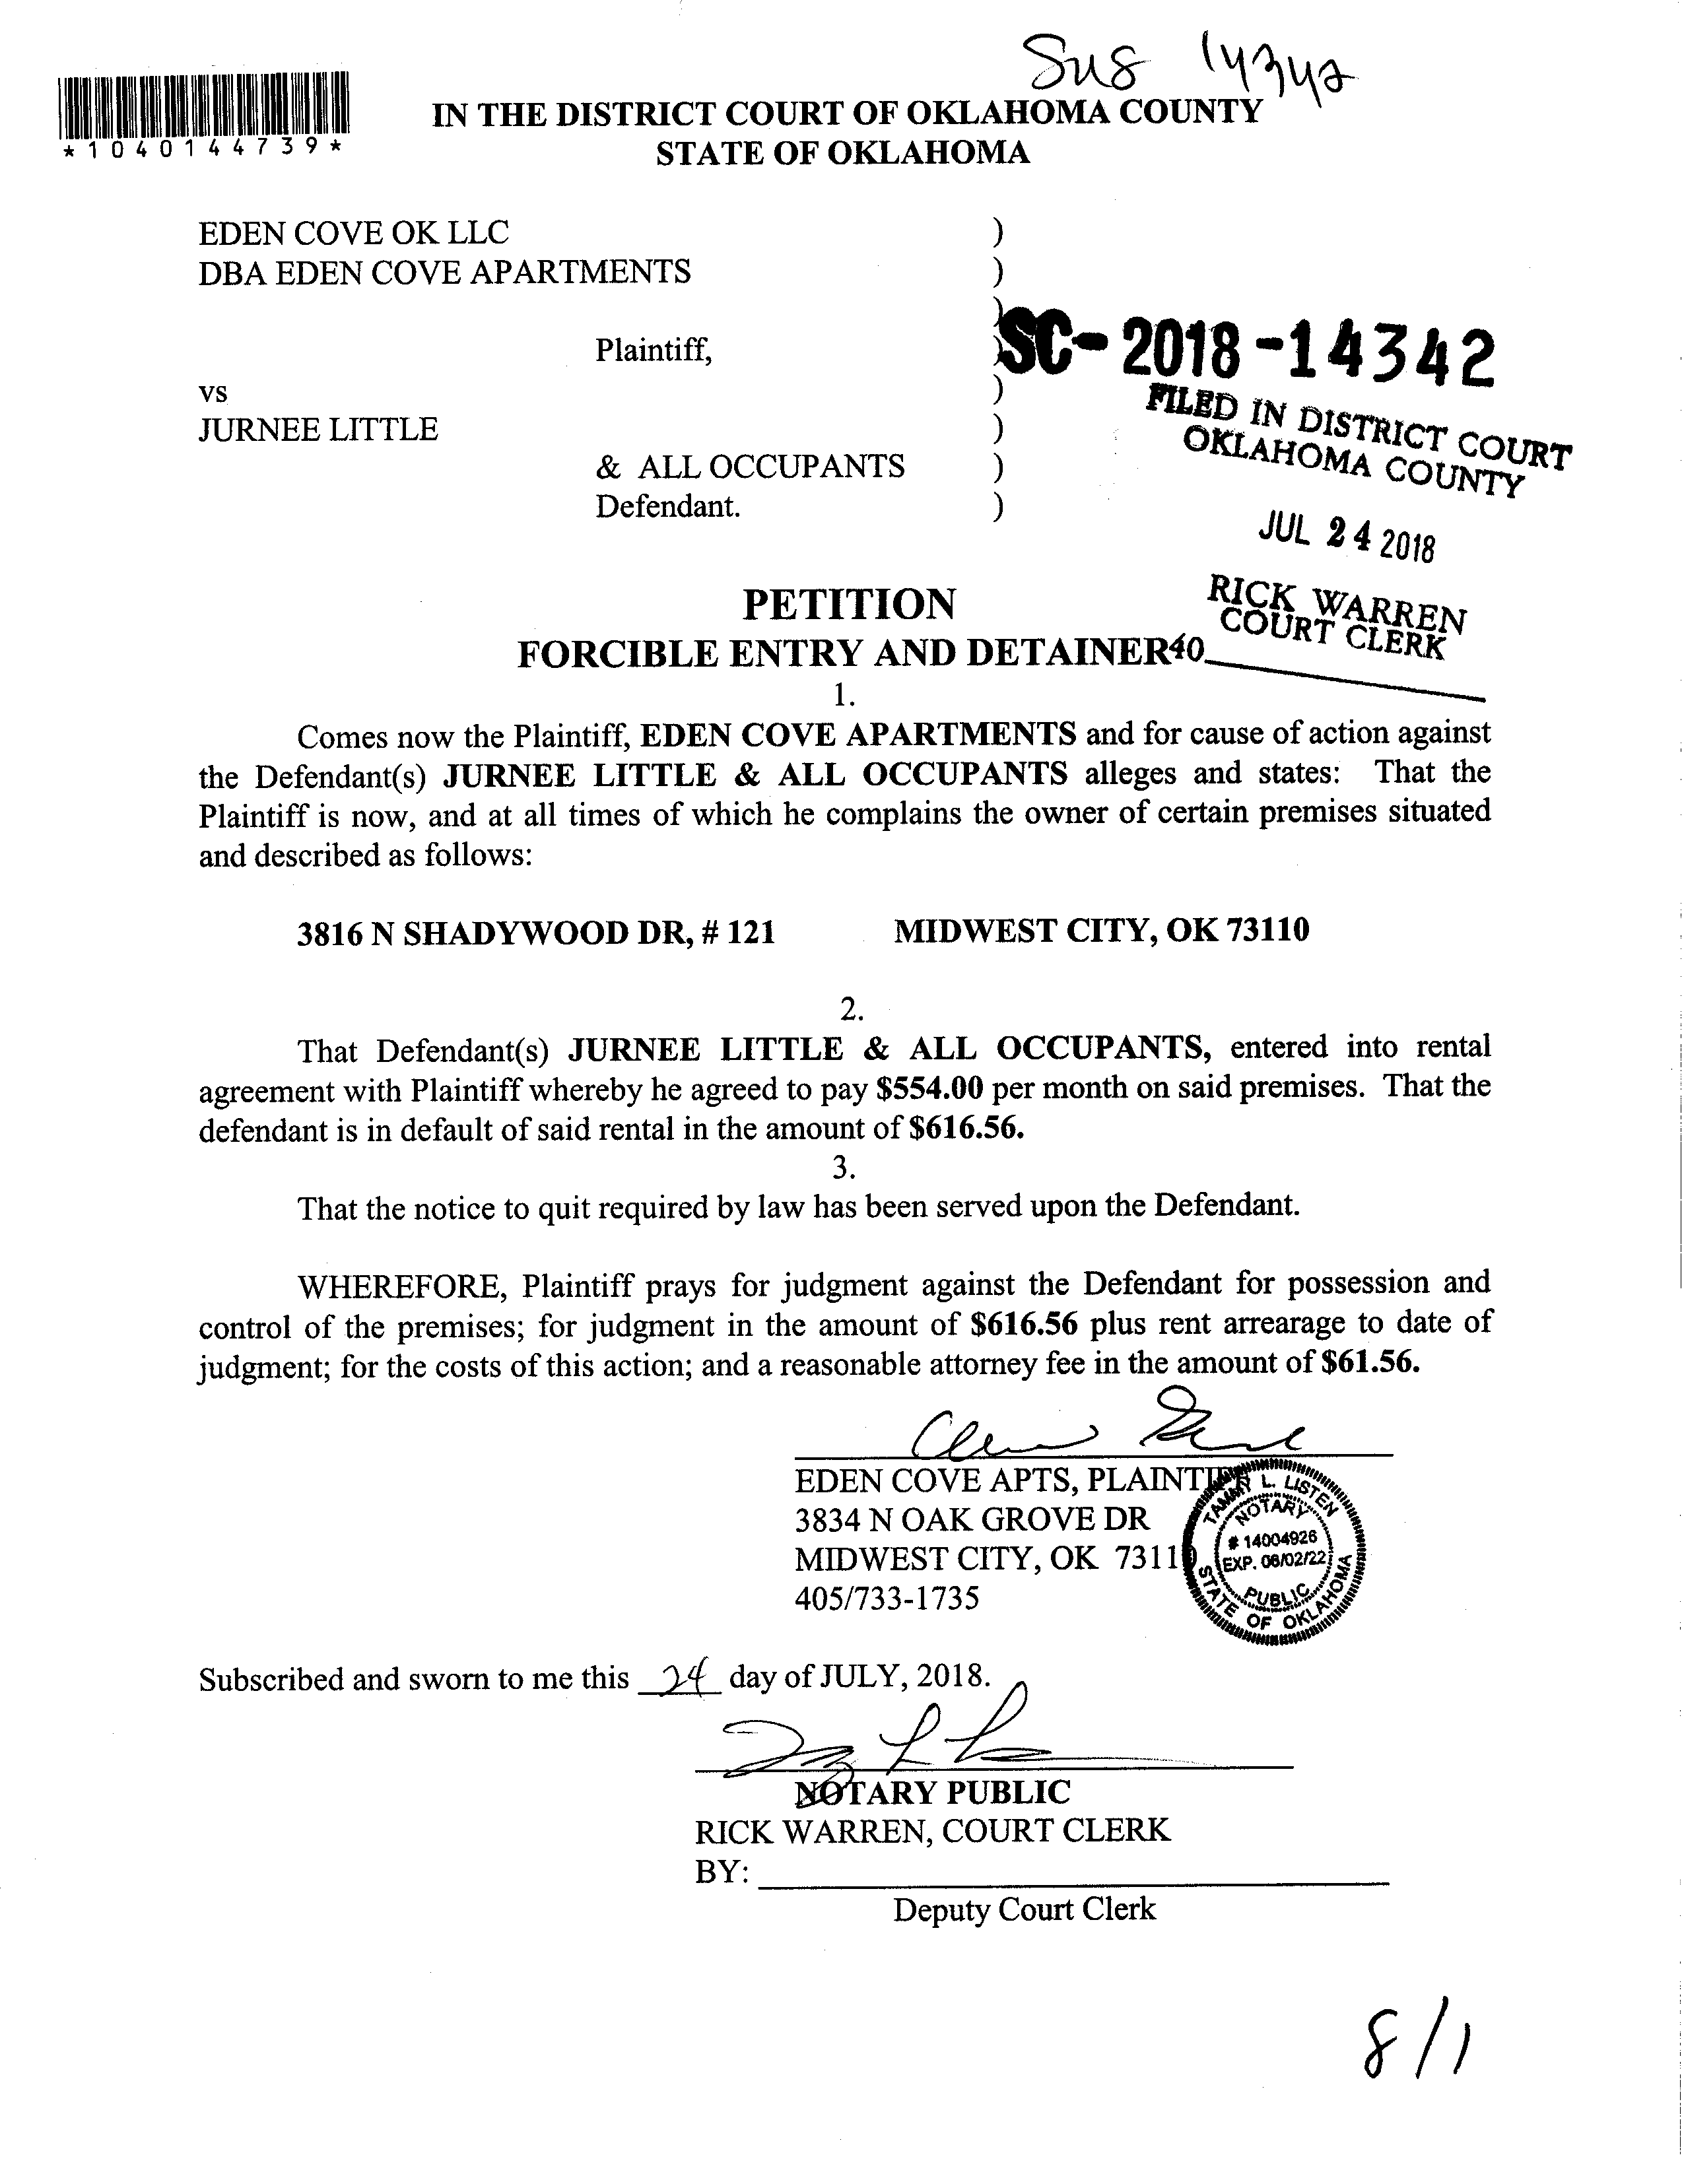 Sus 14342
*1040144739*
IN THE DISTRICT COURT OF OKLAHOMA COUNTY
STATE OF OKLAHOMA
EDEN COVE OK LLC )
DBA EDEN COVE APARTMENTS )
)
Plaintiff, )
SC-2018-14342
vs )
JURNEE LITTLE )
& ALL OCCUPANTS )
Defendant. )
FILED IN DISTRICT COURT
OKLAHOMA COUNTY
JUL 24 2018
RICK WARREN
COURT CLERK
40
PETITION
FORCIBLE ENTRY AND DETAINER
1.
Comes now the Plaintiff, EDEN COVE APARTMENTS and for cause of action against
the Defendant(s) JURNEE LITTLE & ALL OCCUPANTS alleges and states: That the
Plaintiff is now, and at all times of which he complains the owner of certain premises situated
and described as follows:
3816 N SHADYWOOD DR, # 121 MIDWEST CITY, OK 73110
2.
That Defendant(s) JURNEE LITTLE & ALL OCCUPANTS, entered into rental
agreement with Plaintiff whereby he agreed to pay $554.00 per month on said premises. That the
defendant is in default of said rental in the amount of $616.56.
3.
That the notice to quit required by law has been served upon the Defendant.
WHEREFORE, Plaintiff prays for judgment against the Defendant for possession and
control of the premises; for judgment in the amount of $616.56 plus rent arrearage to date of
judgment; for the costs of this action; and a reasonable attorney fee in the amount of $61.56.
EDEN COVE APTS, PLAINTIFF
3834 N OAK GROVE DR
MIDWEST CITY, OK 73110
405/733-1735
TAMMY L. LISTEN
NOTARY
# 14004926
EXP. 06/02/22
PUBLIC
STATE OF OKLAHOMA
Subscribed and sworn to me this 24 day of JULY, 2018.
NOTARY PUBLIC
RICK WARREN, COURT CLERK
BY:
Deputy Court Clerk
8/1